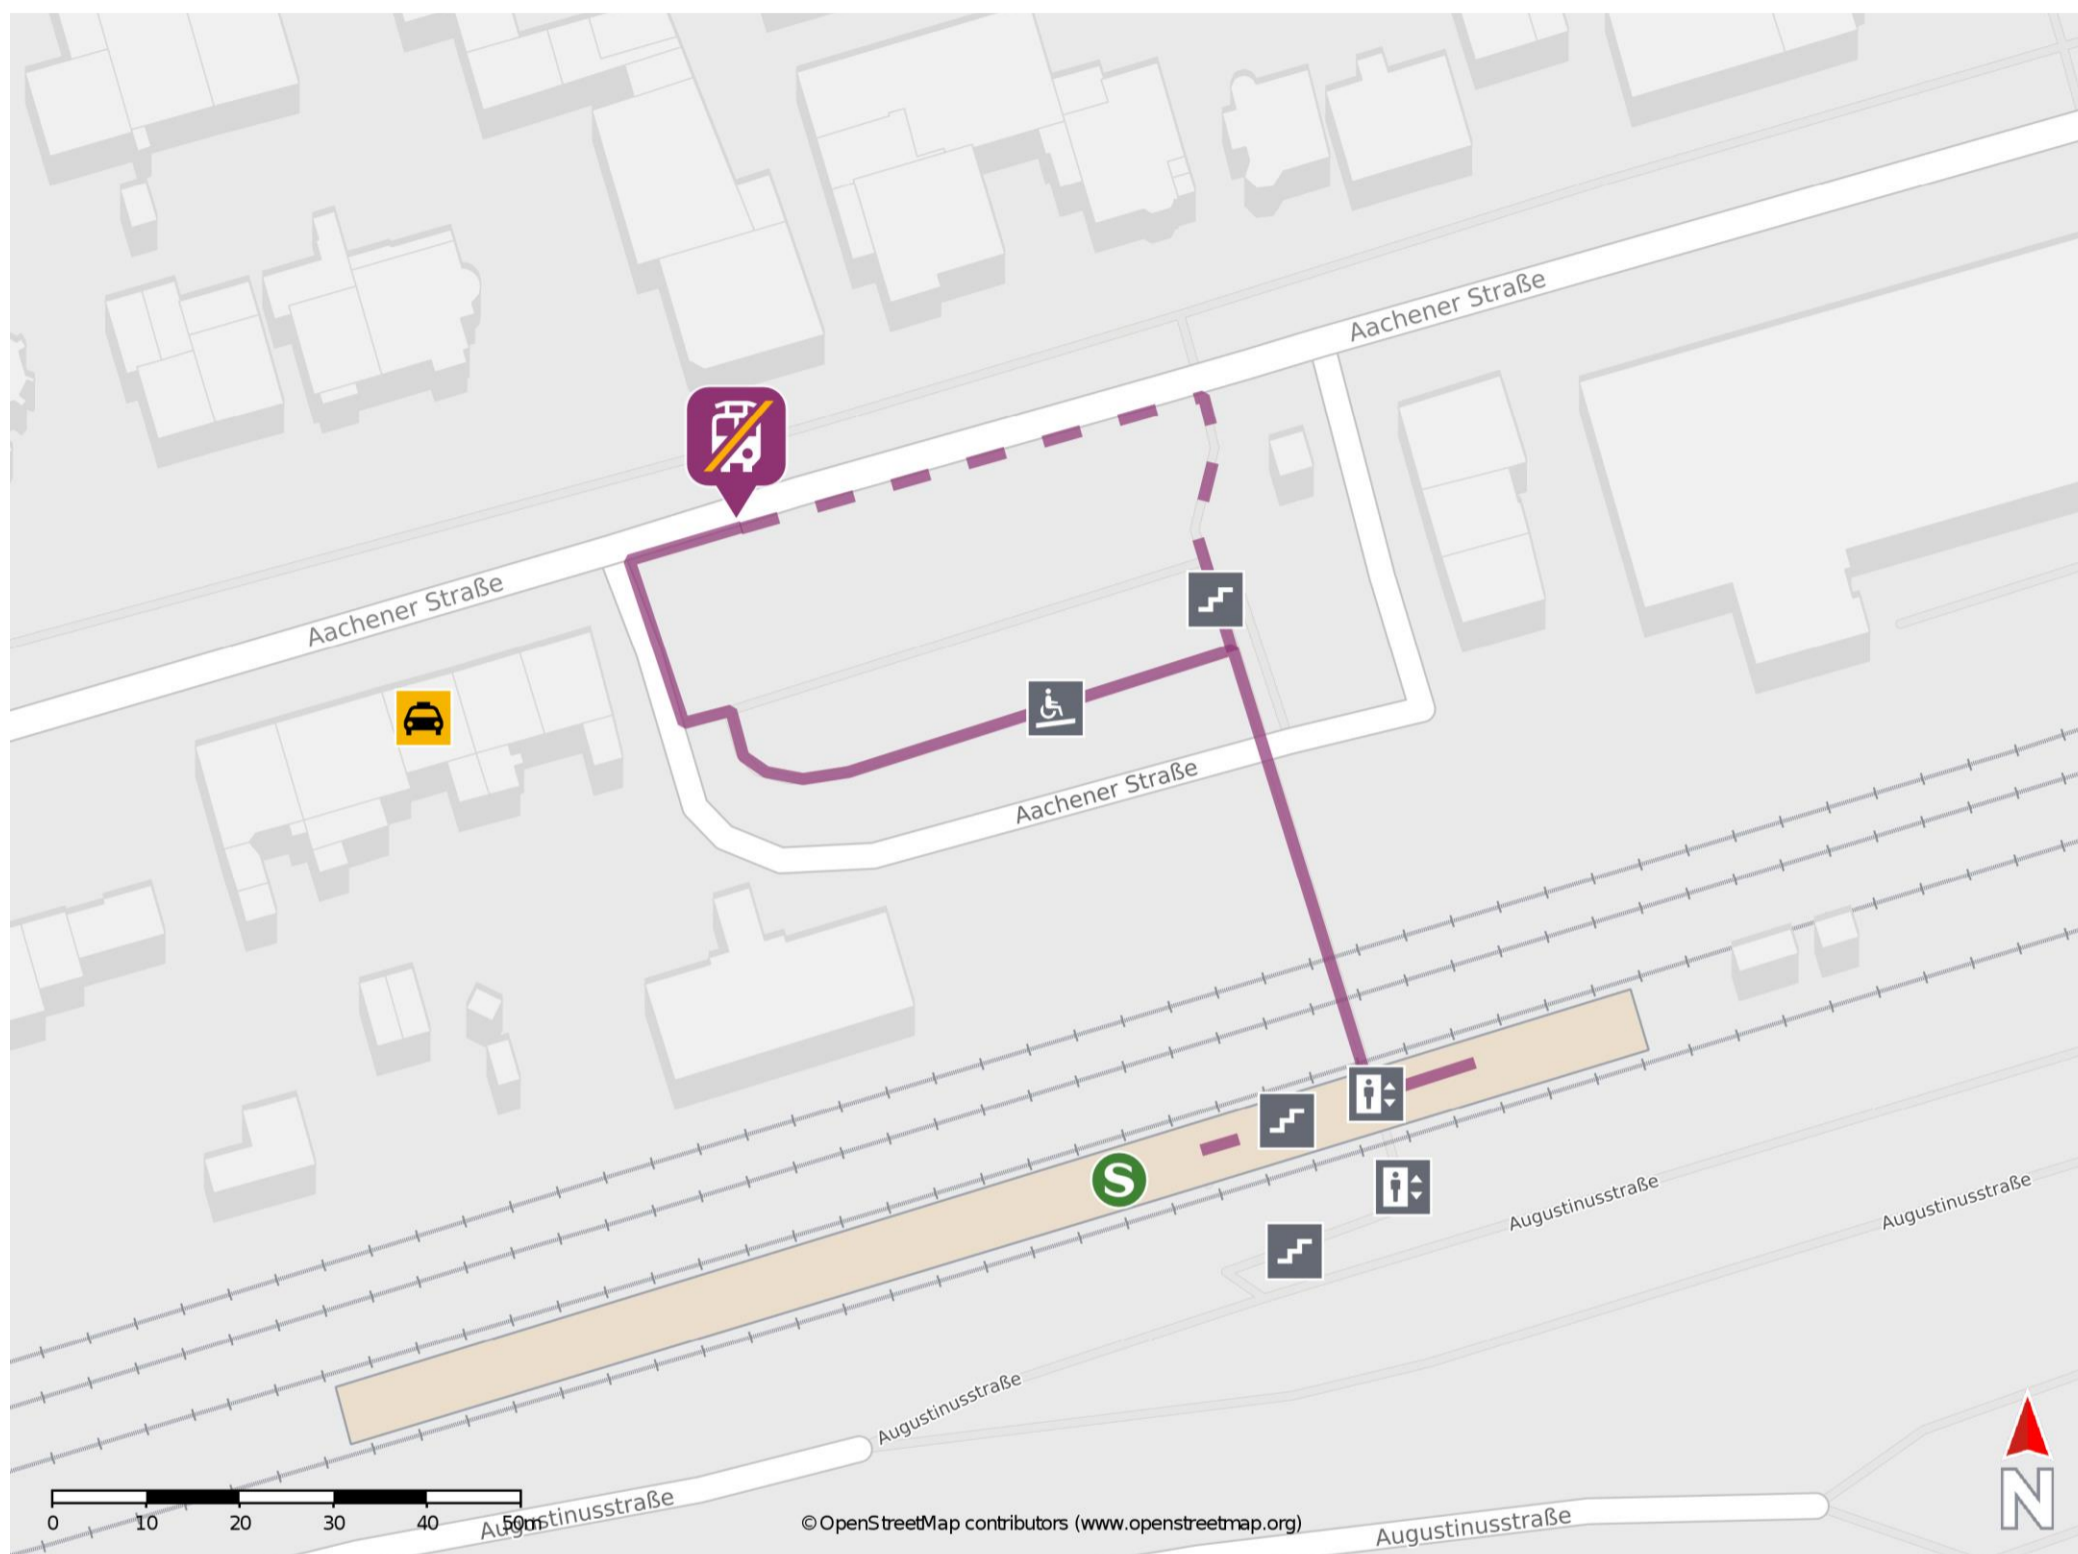 Aachener Straße
Aachener Straße
Aachener Straße
S
Augustinusstraße
Augustinusstraße
Augustinusstraße
Augustinusstraße
Augustinusstraße
0 10 20 30 40 50m
© OpenStreetMap contributors (www.openstreetmap.org)
N